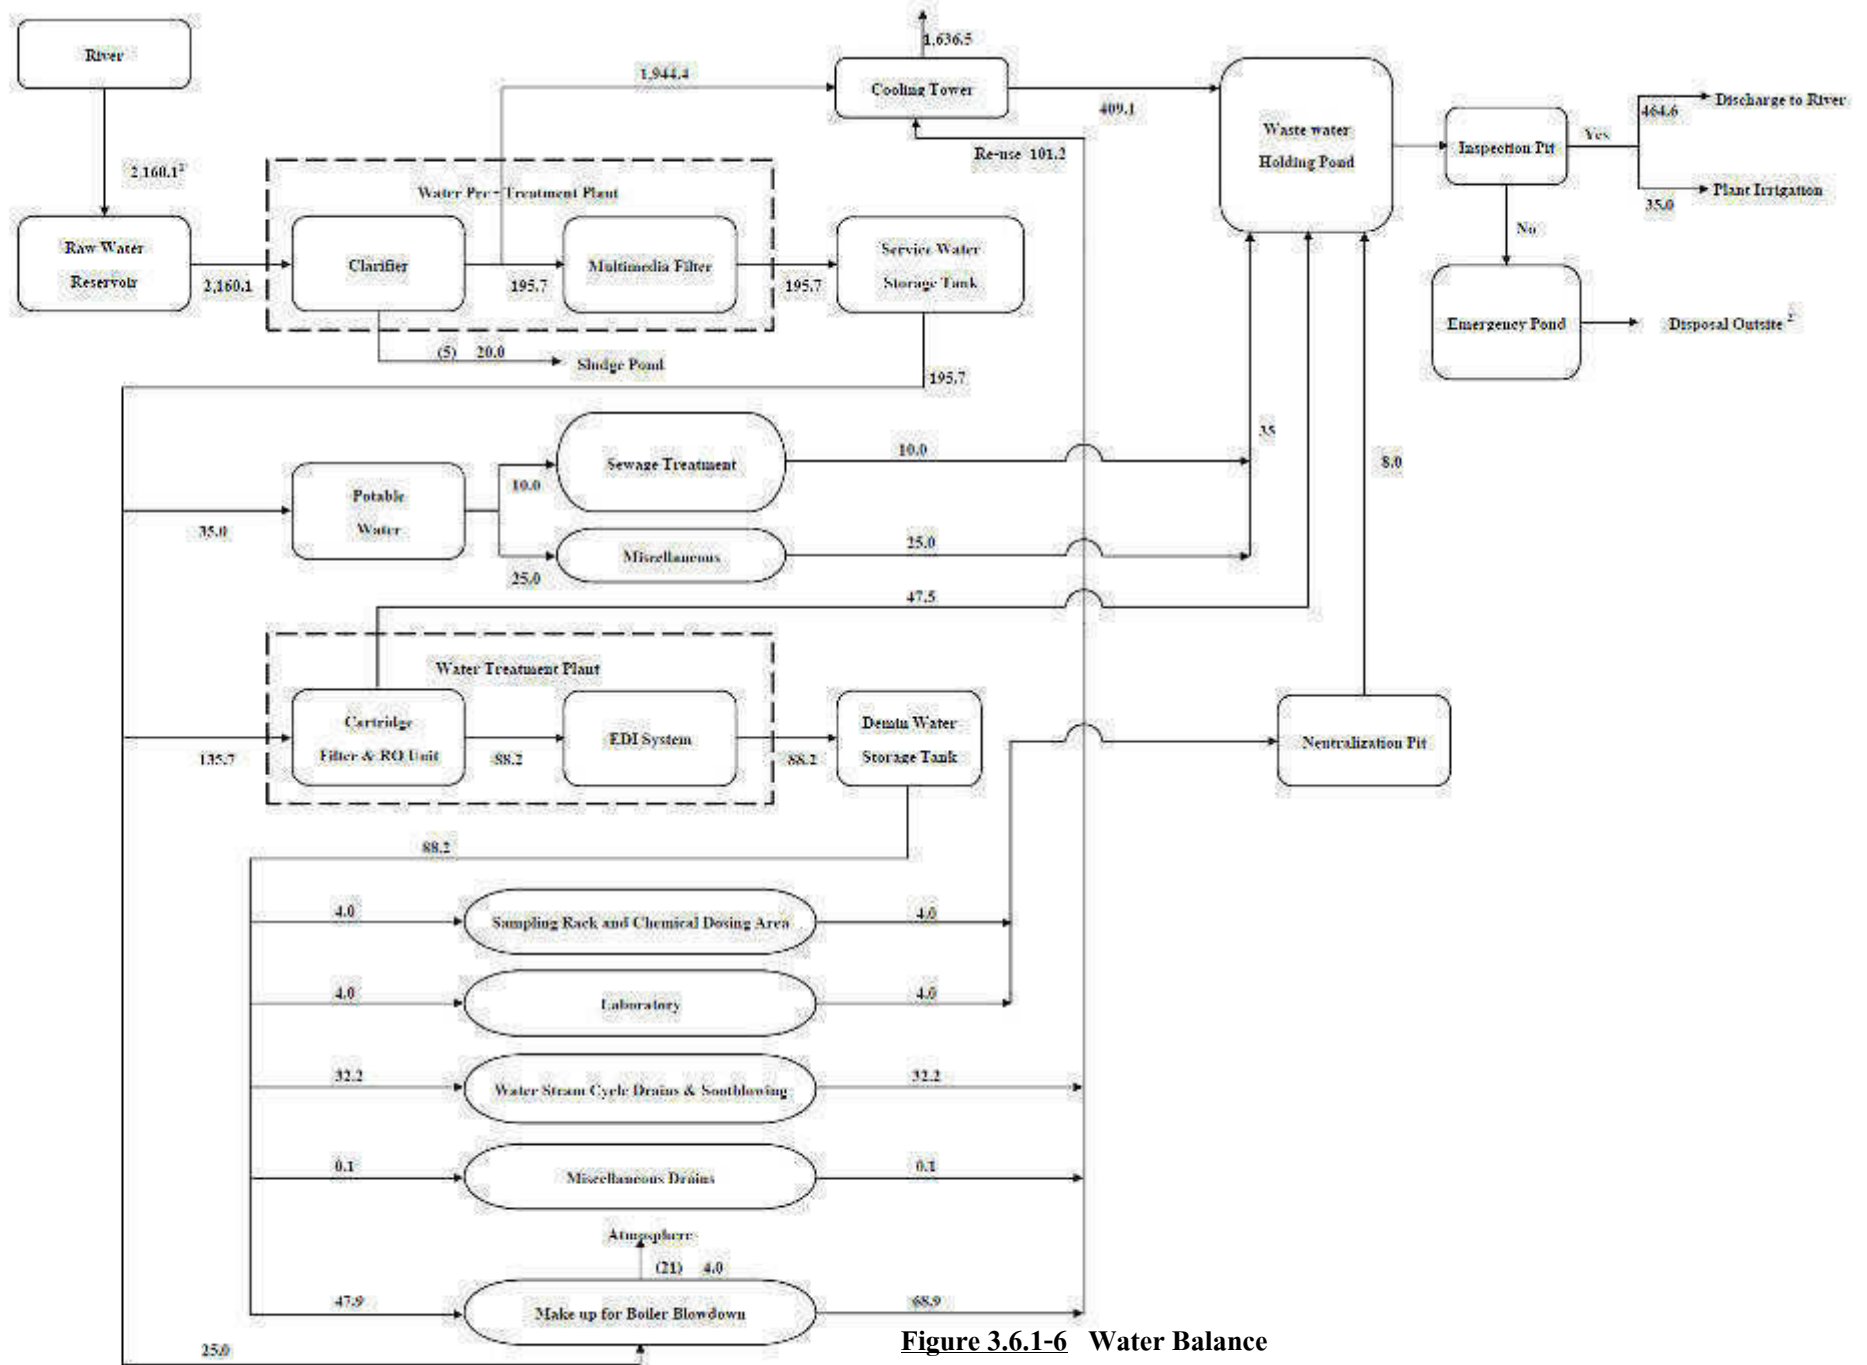 River
2,160.1
Raw Water
Reservoir
2,160.1
Water Pre - Treatment Plant
Clarifier
195.7
Multimedia Filter
195.7
(5) 20.0
Sludge Pond
1,944.4
1,636.5
Cooling Tower
409.1
Re-use 101.2
Service Water
Storage Tank
195.7
Waste water
Holding Pond
Inspection Pit
Yes
464.6
Discharge to River
35.0
Plant Irrigation
No
Emergency Pond
Disposal Outsite
35.0
Potable
Water
10.0
Sewage Treatment
10.0
25.0
Miscellaneous
25.0
35
8.0
47.5
Water Treatment Plant
135.7
Cartridge
Filter & RO Unit
88.2
EDI System
88.2
Demin Water
Storage Tank
Neutralization Pit
88.2
4.0
Sampling Rack and Chemical Dosing Area
4.0
4.0
Laboratory
4.0
32.2
Water Steam Cycle Drains & Sootblowing
32.2
0.1
Miscellaneous Drains
0.1
Atmosphere
(21) 4.0
47.9
Make up for Boiler Blowdown
68.9
25.0
Figure 3.6.1-6 Water Balance